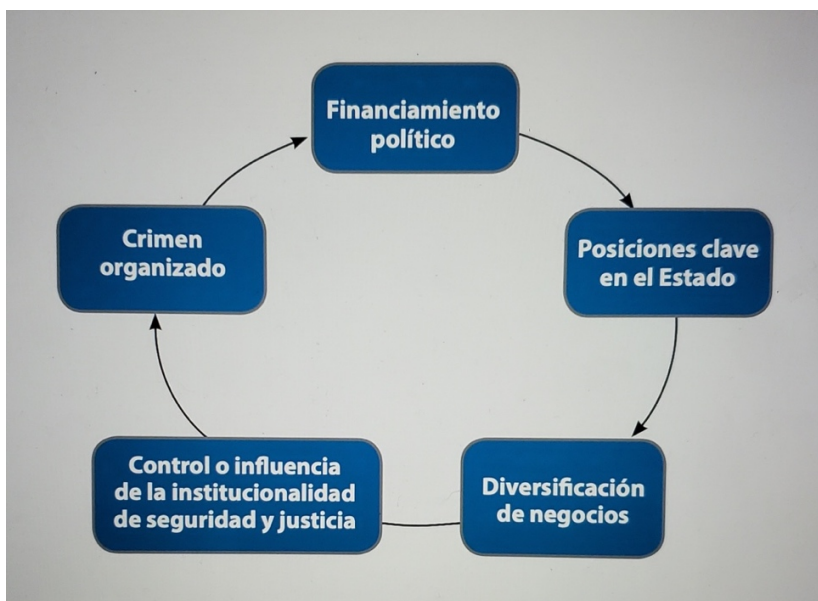 Financiamiento
político
Posiciones clave
en el Estado
Diversificación
de negocios
Control o influencia
de la institucionalidad
de seguridad y justicia
Crimen
organizado